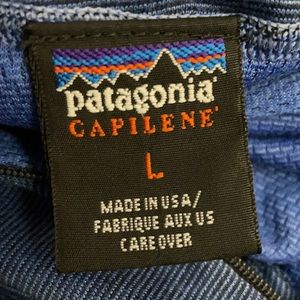 patagonia®
CAPILENE®
L
MADE IN USA/
FABRIQUE AUX US
CARE OVER